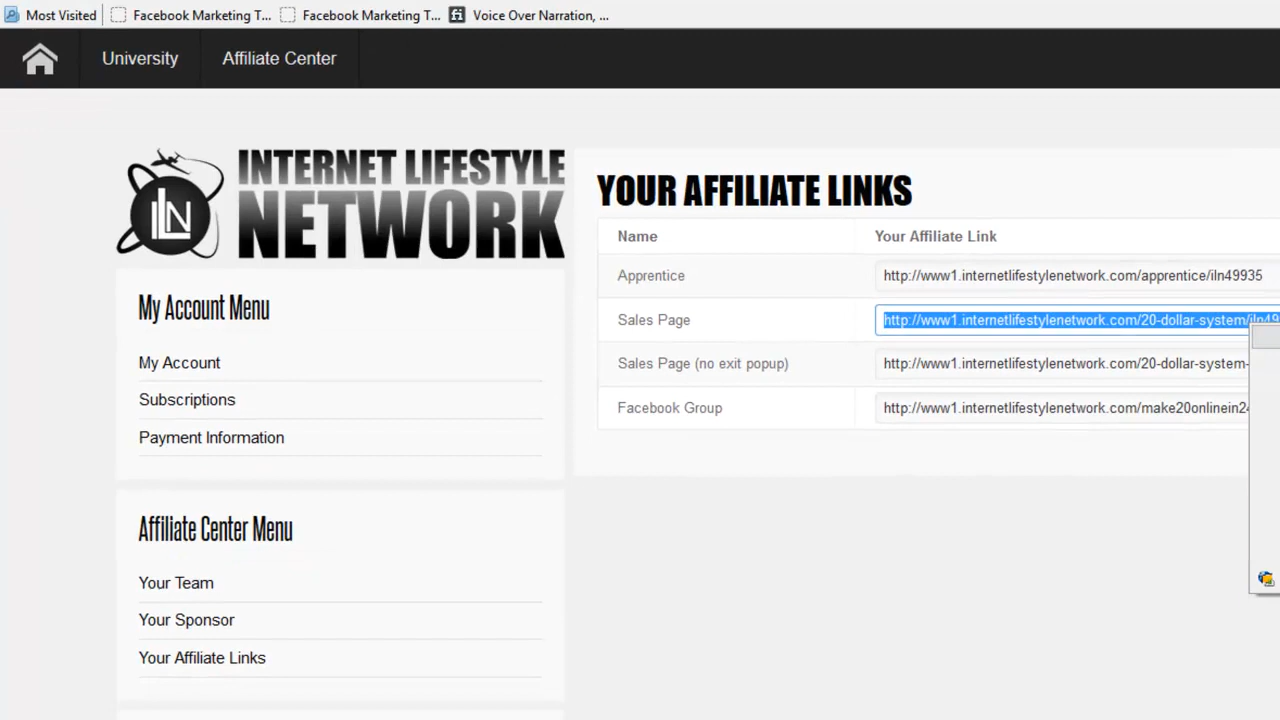 Most Visited
Facebook Marketing T...
Facebook Marketing T...
Voice Over Narration, ...
University
Affiliate Center
INTERNET LIFESTYLE
NETWORK
ILN
My Account Menu
My Account
Subscriptions
Payment Information
Affiliate Center Menu
Your Team
Your Sponsor
Your Affiliate Links
YOUR AFFILIATE LINKS
Name Your Affiliate Link
Apprentice http://www1.internetlifestylenetwork.com/apprentice/iln49935
Sales Page http://www1.internetlifestylenetwork.com/20-dollar-system/iln49
Sales Page (no exit popup) http://www1.internetlifestylenetwork.com/20-dollar-system-
Facebook Group http://www1.internetlifestylenetwork.com/make20onlinein24